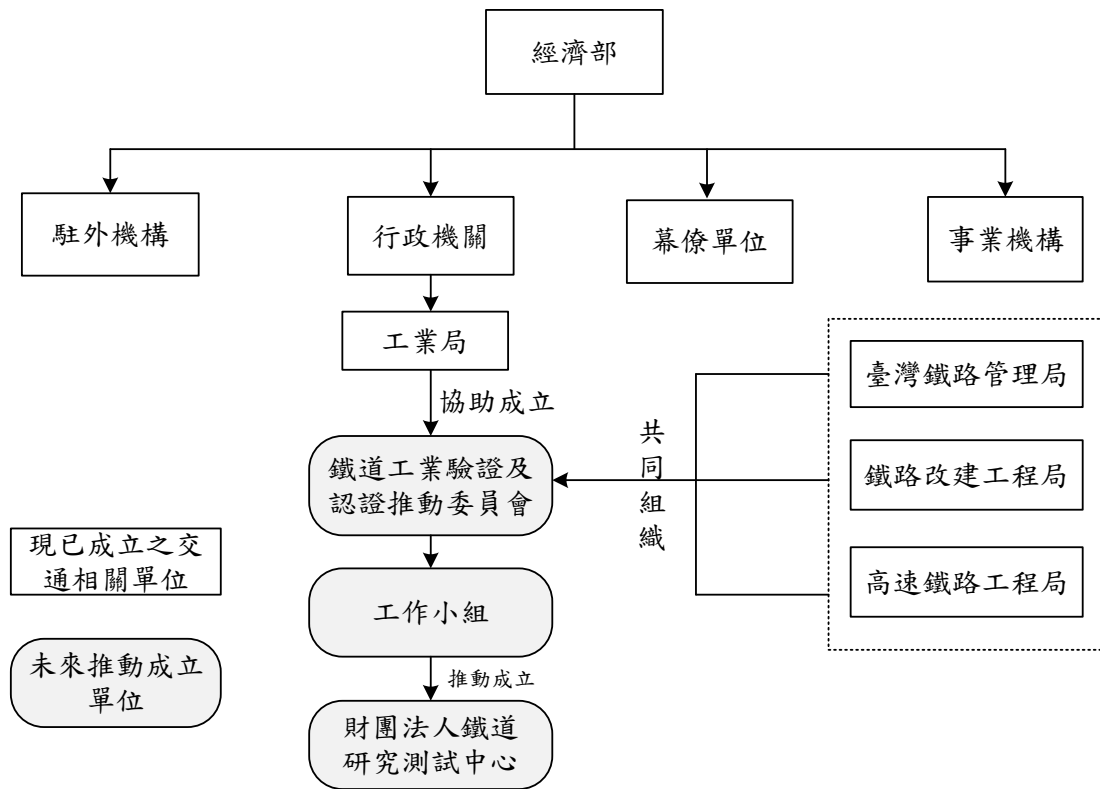 經濟部
駐外機構
行政機關
幕僚單位
事業機構
工業局
協助成立
鐵道工業驗證及
認證推動委員會
工作小組
推動成立
財團法人鐵道
研究測試中心
共
同
組
織
臺灣鐵路管理局
鐵路改建工程局
高速鐵路工程局
現已成立之交
通相關單位
未來推動成立
單位